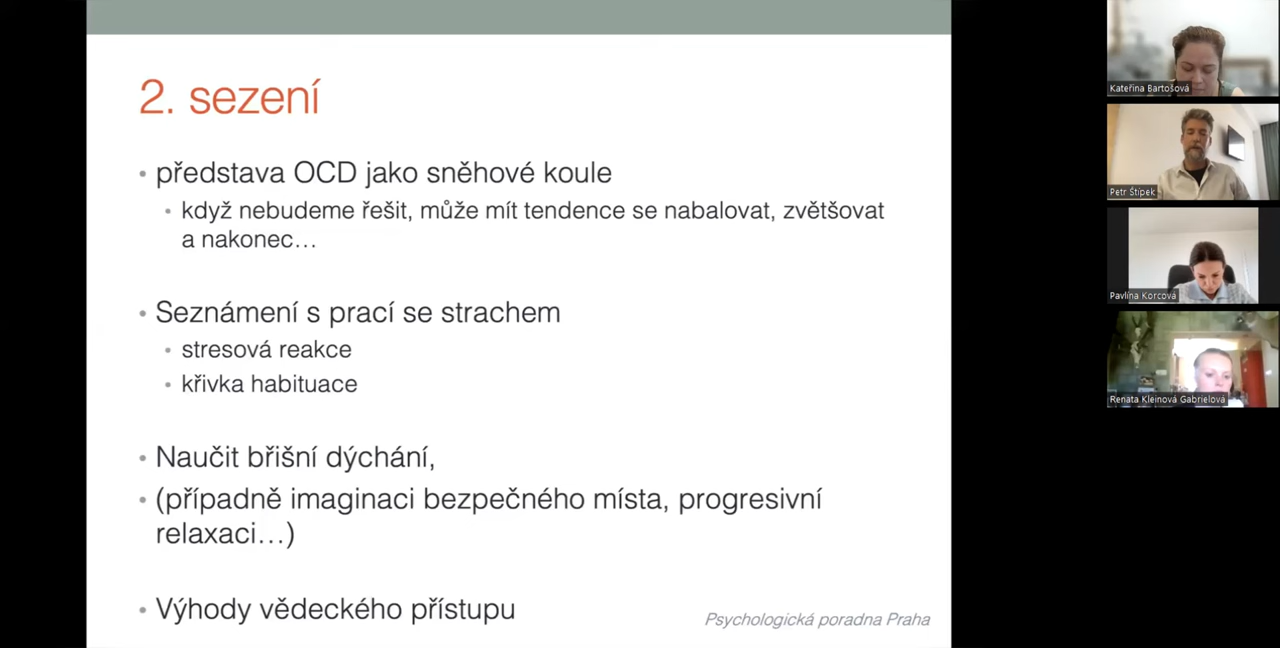 2. sezení
• představa OCD jako sněhové koule
• když nebudeme řešit, může mít tendence se nabalovat, zvětšovat
a nakonec…
• Seznámení s prací se strachem
• stresová reakce
• křivka habituace
• Naučit břišní dýchání,
• (případně imaginaci bezpečného místa, progresivní
relaxaci…)
• Výhody vědeckého přístupu
Psychologická poradna Praha
Kateřina Bartošová
Petr Štípek
Pavlína Korcová
Renata Kleinová Gabrielová